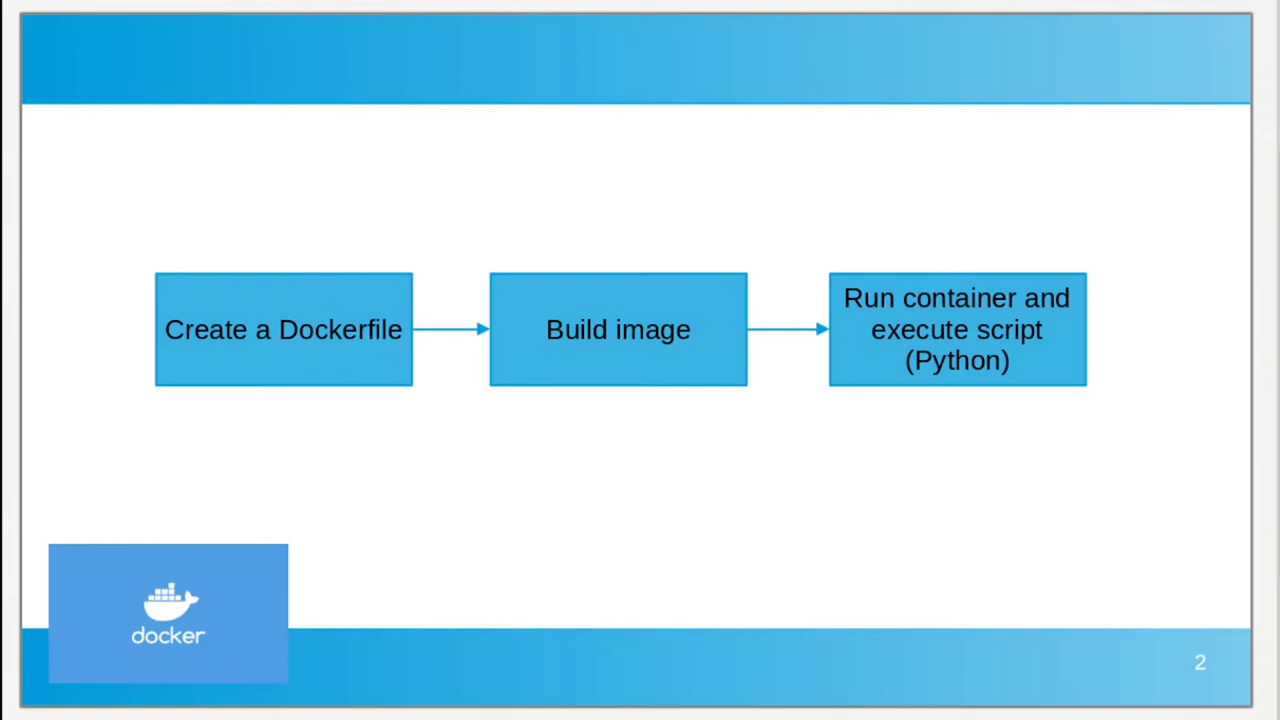 Create a Dockerfile
Build image
Run container and
execute script
(Python)
docker
2